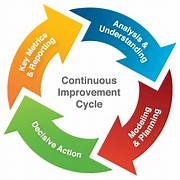 Continuous
Improvement
Cycle
Analysis &
Understanding
Modeling
& Planning
Decisive Action
Key Metrics
& Reporting